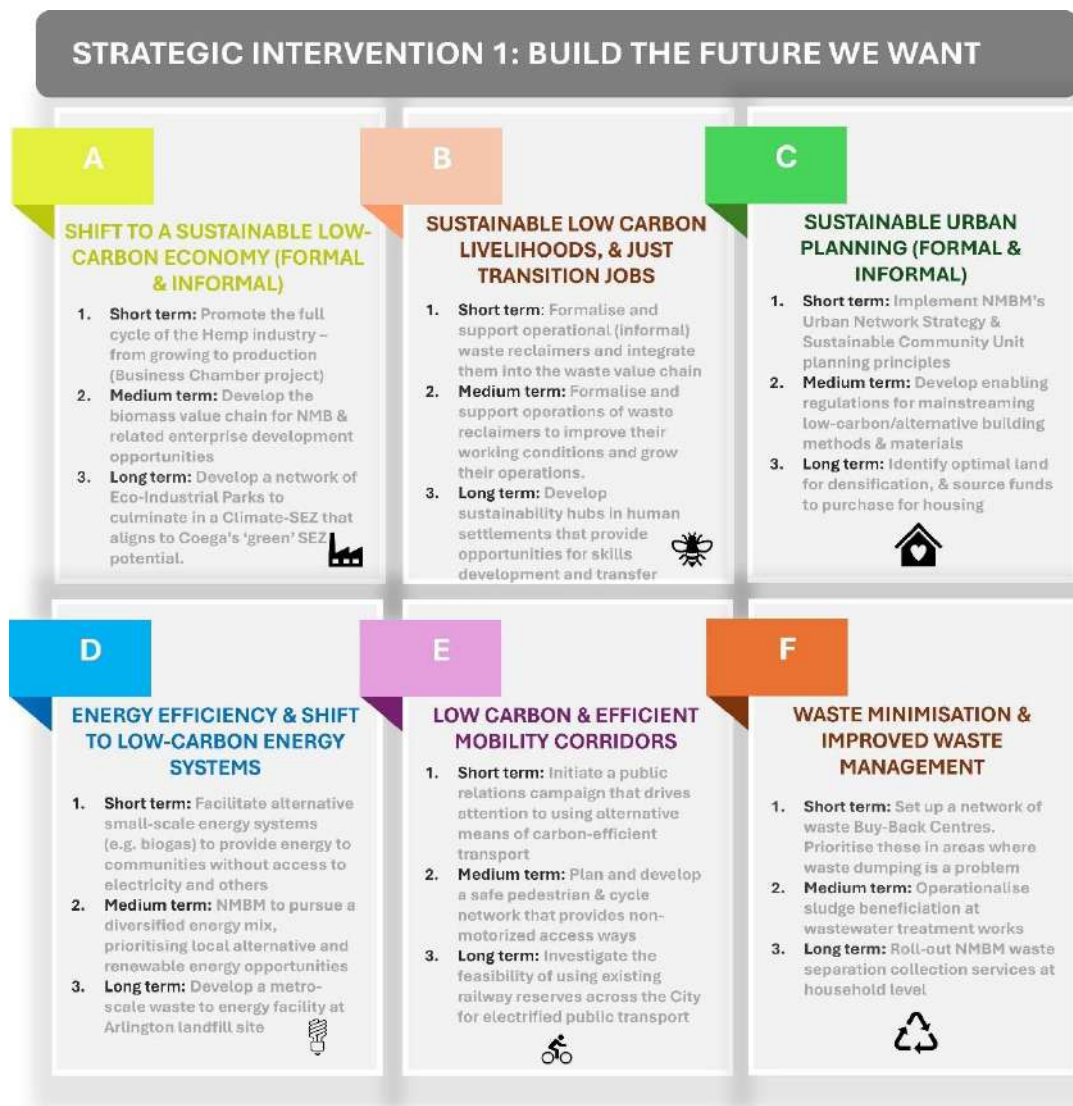 STRATEGIC INTERVENTION 1: BUILD THE FUTURE WE WANT
A
SHIFT TO A SUSTAINABLE LOW-
CARBON ECONOMY (FORMAL
& INFORMAL)
1. Short term: Promote the full
cycle of the Hemp industry –
from growing to production
(Business Chamber project)
2. Medium term: Develop the
biomass value chain for NMB &
related enterprise development
opportunities
3. Long term: Develop a network of
Eco-Industrial Parks to
culminate in a Climate-SEZ that
aligns to Coega's 'green' SEZ
potential.
B
SUSTAINABLE LOW CARBON
LIVELIHOODS, & JUST
TRANSITION JOBS
1. Short term: Formalise and
support operational (informal)
waste reclaimers and integrate
them into the waste value chain
2. Medium term: Formalise and
support operations of waste
reclaimers to improve their
working conditions and grow
their operations.
3. Long term: Develop
sustainability hubs in human
settlements that provide
opportunities for skills
development and transfer
C
SUSTAINABLE URBAN
PLANNING (FORMAL &
INFORMAL)
1. Short term: Implement NMBM's
Urban Network Strategy &
Sustainable Community Unit
planning principles
2. Medium term: Develop enabling
regulations for mainstreaming
low-carbon/alternative building
methods & materials
3. Long term: Identify optimal land
for densification, & source funds
to purchase for housing
D
ENERGY EFFICIENCY & SHIFT
TO LOW-CARBON ENERGY
SYSTEMS
1. Short term: Facilitate alternative
small-scale energy systems
(e.g. biogas) to provide energy to
communities without access to
electricity and others
2. Medium term: NMBM to pursue a
diversified energy mix,
prioritising local alternative and
renewable energy opportunities
3. Long term: Develop a metro-
scale waste to energy facility at
Arlington landfill site
E
LOW CARBON & EFFICIENT
MOBILITY CORRIDORS
1. Short term: Initiate a public
relations campaign that drives
attention to using alternative
means of carbon-efficient
transport
2. Medium term: Plan and develop
a safe pedestrian & cycle
network that provides non-
motorized access ways
3. Long term: Investigate the
feasibility of using existing
railway reserves across the City
for electrified public transport
F
WASTE MINIMISATION &
IMPROVED WASTE
MANAGEMENT
1. Short term: Set up a network of
waste Buy-Back Centres.
Prioritise these in areas where
waste dumping is a problem
2. Medium term: Operationalise
sludge beneficiation at
wastewater treatment works
3. Long term: Roll-out NMBM waste
separation collection services at
household level